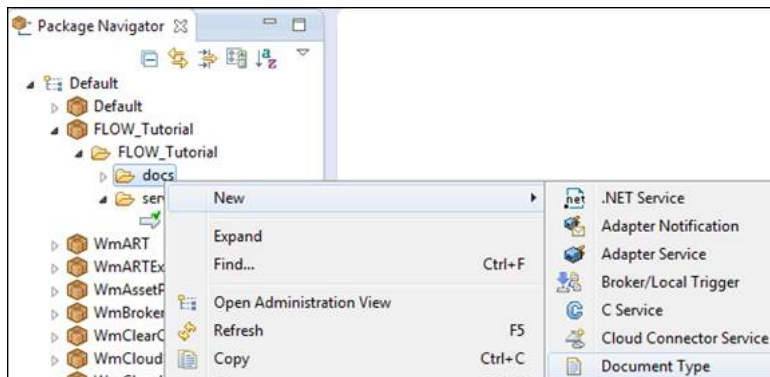 Package Navigator
Default
Default
FLOW_Tutorial
FLOW_Tutorial
docs
New
Expand
Find... Ctrl+F
Open Administration View
Refresh F5
Copy Ctrl+C
WmART
.NET Service
Adapter Notification
Adapter Service
Broker/Local Trigger
C Service
Cloud Connector Service
Document Type